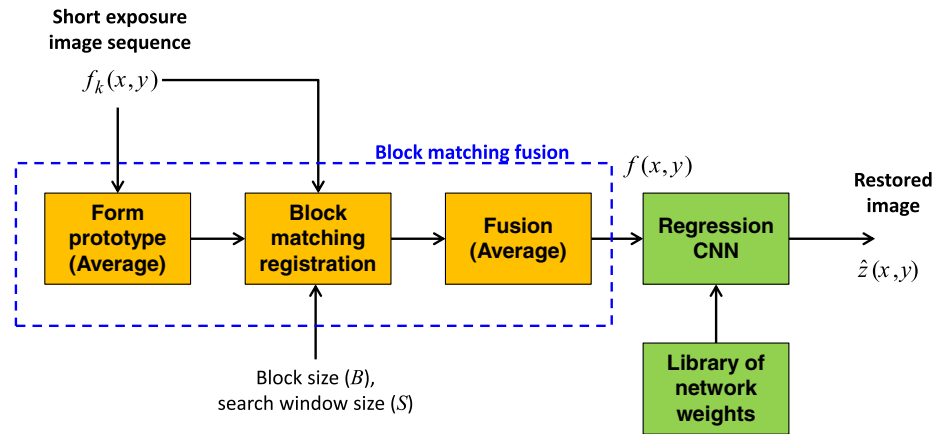 Short exposure
image sequence
f_k(x,y)
Block matching fusion
Form
prototype
(Average)
Block
matching
registration
Fusion
(Average)
f(x,y)
Regression
CNN
Restored
image
ẑ(x,y)
Block size (B),
search window size (S)
Library of
network
weights